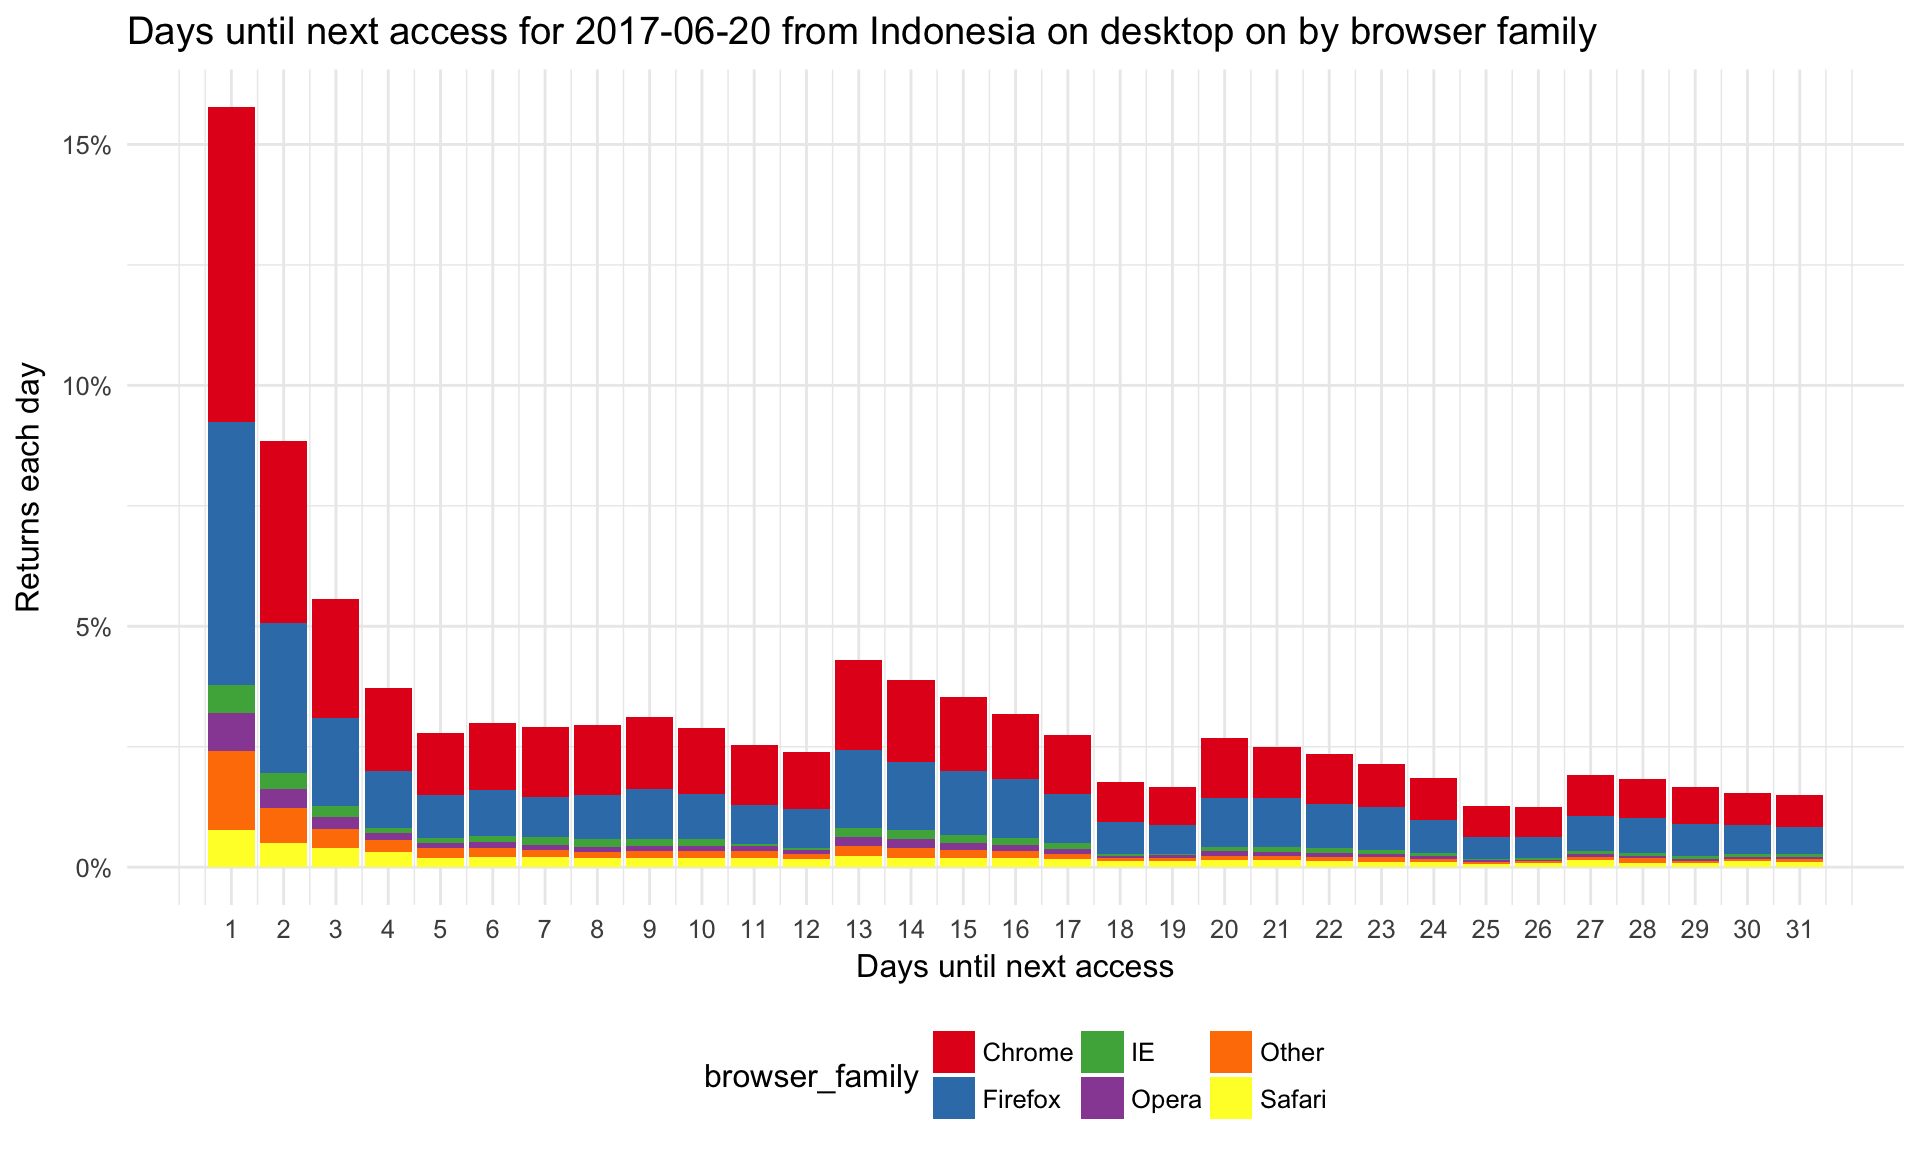 Days until next access for 2017-06-20 from Indonesia on desktop on by browser family
Returns each day
15%
10%
5%
0%
1 2 3 4 5 6 7 8 9 10 11 12 13 14 15 16 17 18 19 20 21 22 23 24 25 26 27 28 29 30 31
Days until next access
browser_family
Chrome IE Other
Firefox Opera Safari